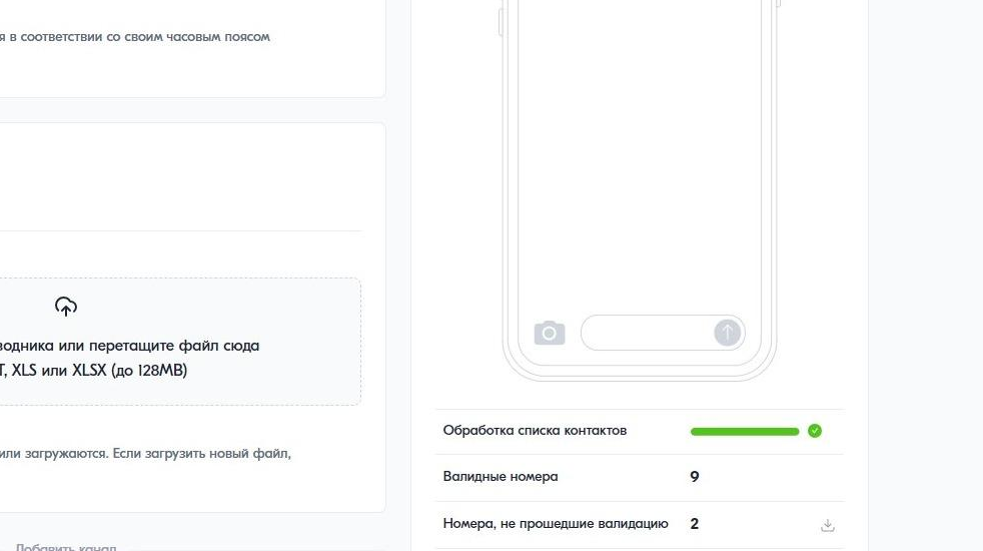 я в соответствии со своим часовым поясом
водника или перетащите файл сюда
T, XLS или XLSX (до 128MB)
или загружаются. Если загрузить новый файл,
Добавить канал
Обработка списка контактов
Валидные номера 9
Номера, не прошедшие валидацию 2